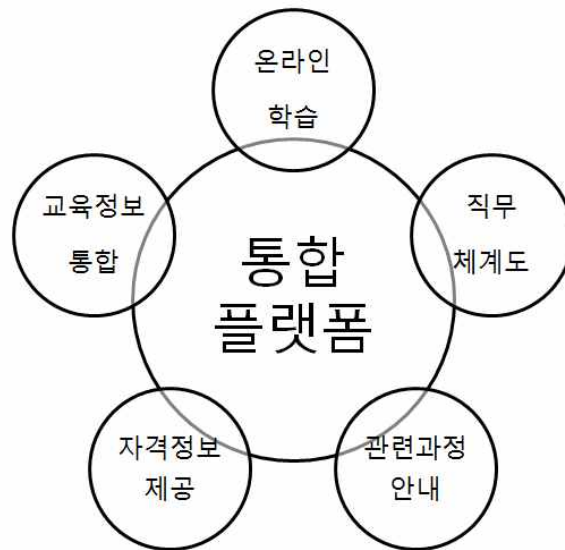 온라인
학습
교육정보
통합
직무
체계도
통합
플랫폼
자격정보
제공
관련과정
안내